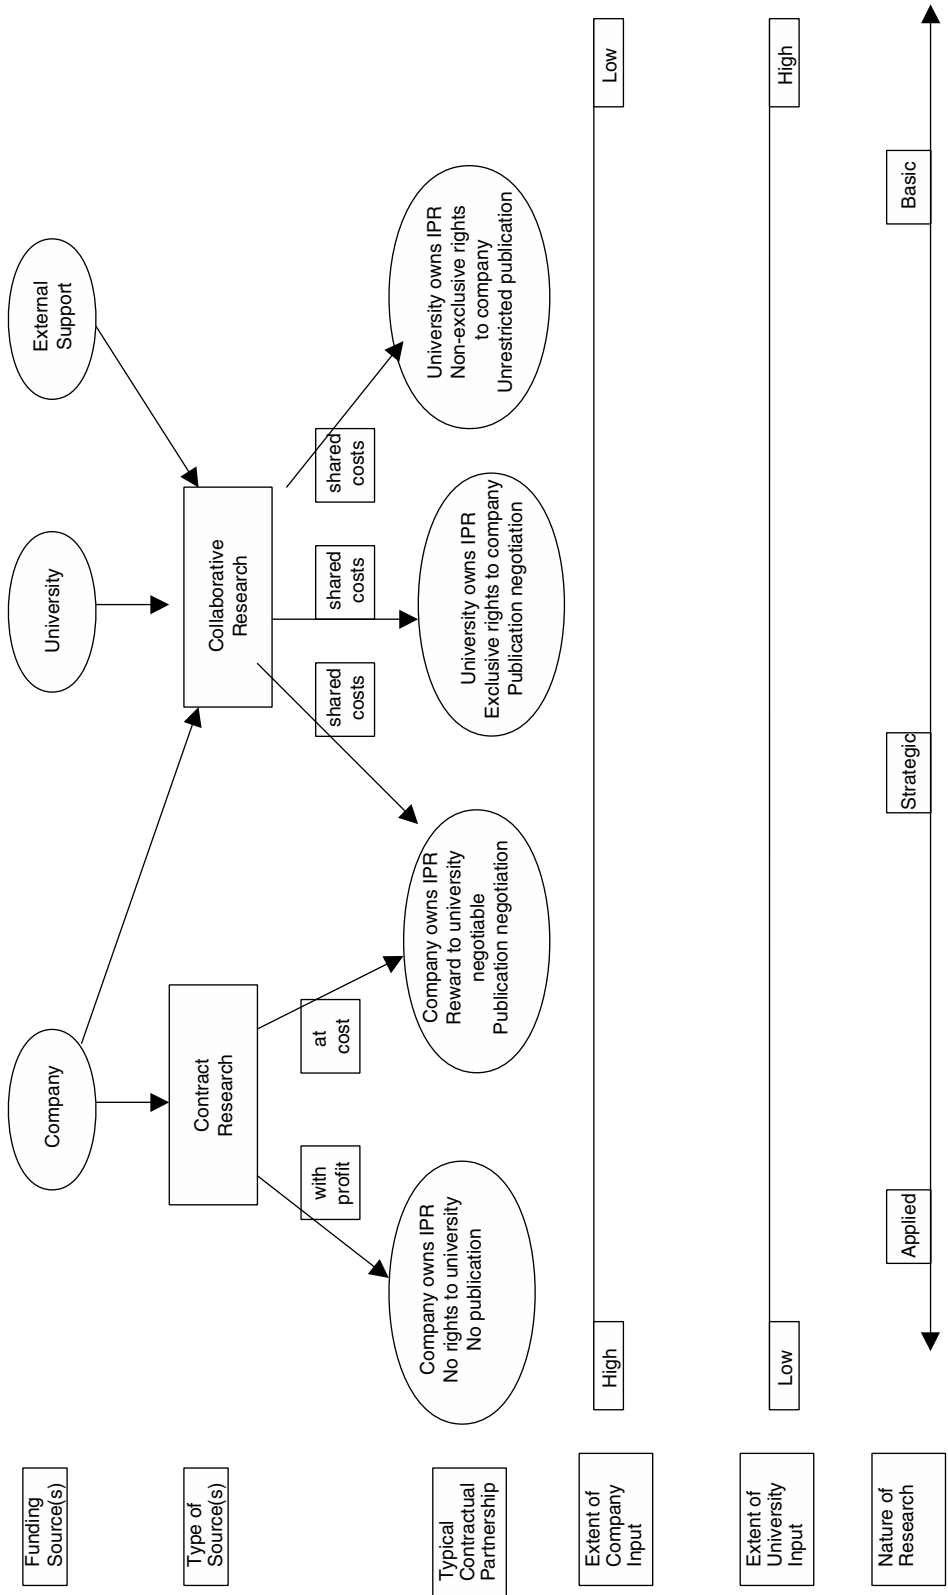 Funding
Source(s)
Company
University
External
Support
Type of
Source(s)
Contract
Research
Collaborative
Research
with
profit
at
cost
shared
costs
shared
costs
shared
costs
Typical
Contractual
Partnership
Company owns IPR
No rights to university
No publication
Company owns IPR
Reward to university
negotiable
Publication negotiation
University owns IPR
Exclusive rights to company
Publication negotiation
University owns IPR
Non-exclusive rights
to company
Unrestricted publication
Extent of
Company
Input
High
Low
Extent of
University
Input
Low
High
Nature of
Research
Applied
Strategic
Basic